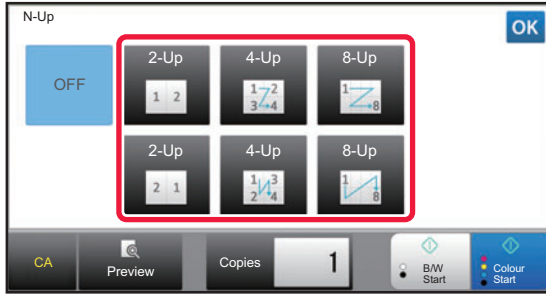 N-Up
OK
OFF
2-Up
4-Up
8-Up
1 2
1 2
3 4
1
8
2-Up
4-Up
8-Up
2 1
1 3
2 4
1
8
CA
Preview
Copies
1
B/W
Start
Colour
Start